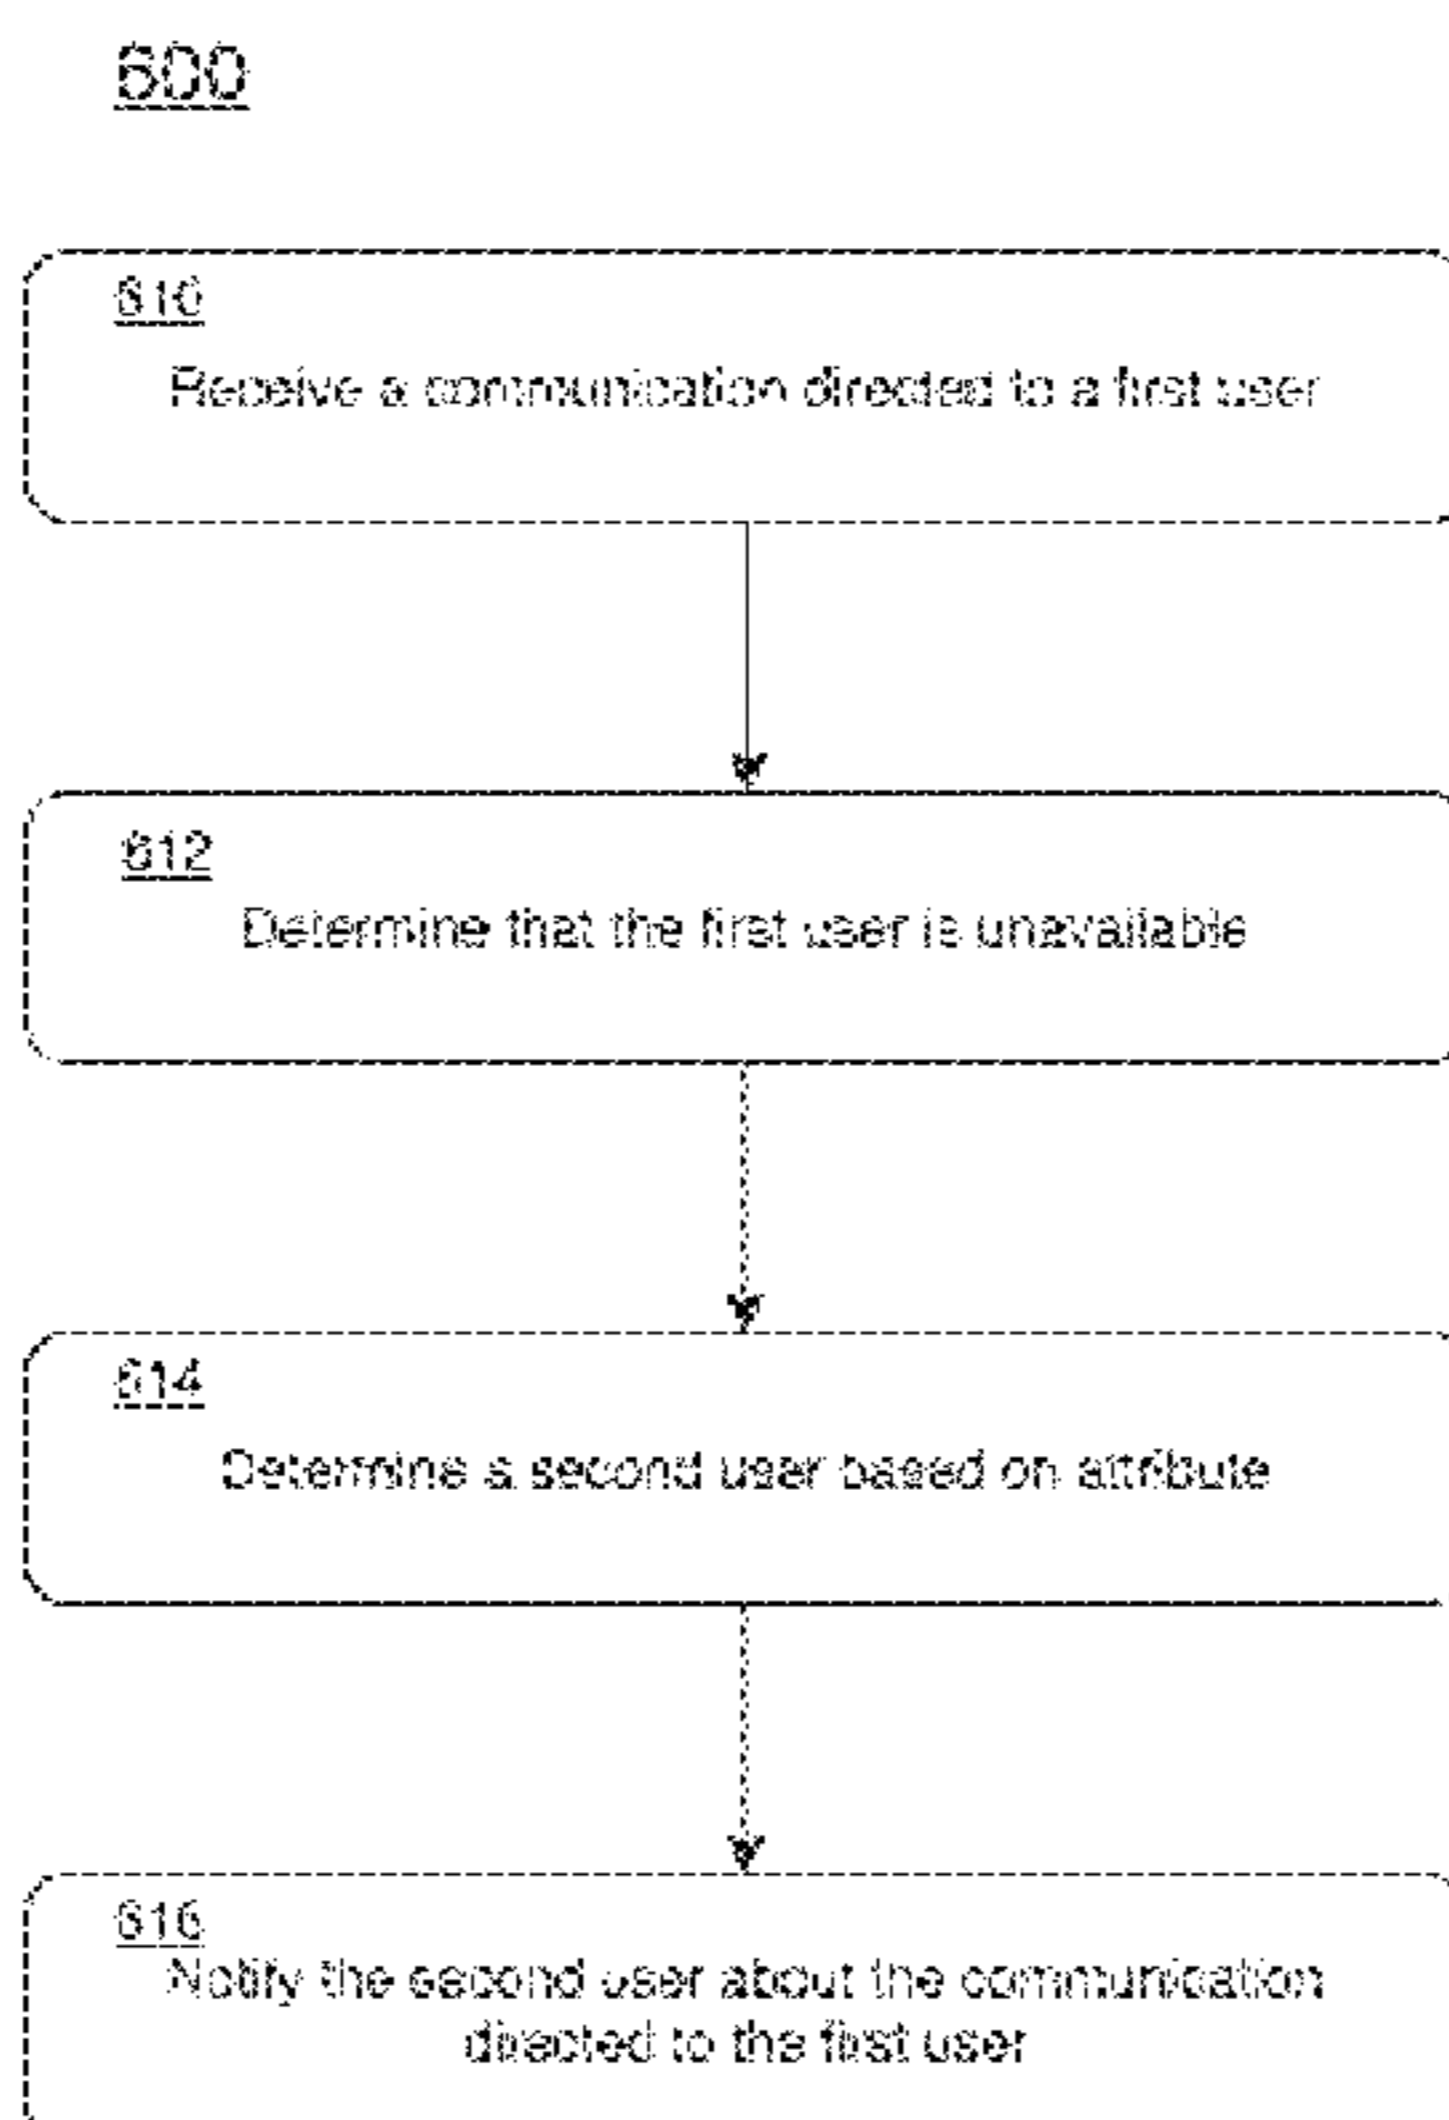 600
610
Receive a communication directed to a first user
612
Determine that the first user is unavailable
614
Determine a second user based on attribute
616
Notify the second user about the communication
directed to the first user